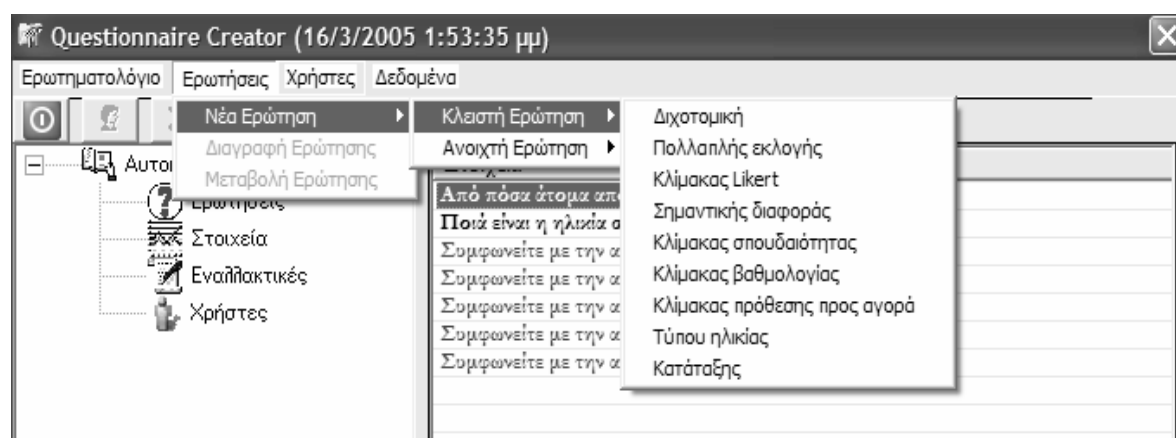 Questionnaire Creator (16/3/2005 1:53:35 μμ)
Ερωτηματολόγιο Ερωτήσεις Χρήστες Δεδομένα
Νέα Ερώτηση
Διαγραφή Ερώτησης
Μεταβολή Ερώτησης
Κλειστή Ερώτηση
Ανοιχτή Ερώτηση
Διχοτομική
Πολλαπλής εκλογής
Κλίμακας Likert
Σημαντικής διαφοράς
Κλίμακας σπουδαιότητας
Κλίμακας βαθμολογίας
Κλίμακας πρόθεσης προς αγορά
Τύπου ηλικίας
Κατάταξης
Ερωτήσεις
Στοιχεία
Εναλλακτικές
Χρήστες
Στοιχεία
Από πόσα άτομα
Ποιά είναι η ηλικία
Συμφωνείτε με την
Συμφωνείτε με την
Συμφωνείτε με την
Συμφωνείτε με την
Συμφωνείτε με την